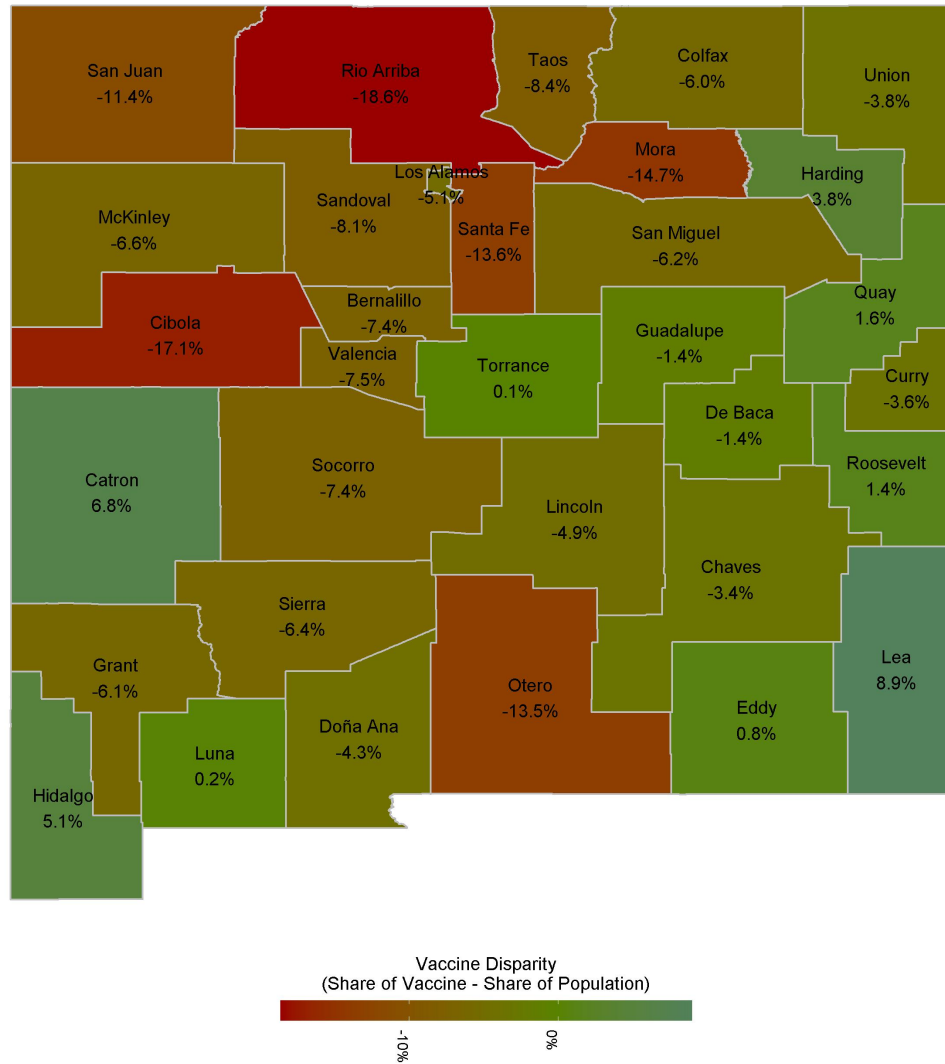 San Juan
-11.4%
Rio Arriba
-18.6%
Taos
-8.4%
Colfax
-6.0%
Union
-3.8%
Mora
-14.7%
Harding
3.8%
Los Alamos
-5.1%
Sandoval
-8.1%
McKinley
-6.6%
Santa Fe
-13.6%
San Miguel
-6.2%
Quay
1.6%
Bernalillo
-7.4%
Cibola
-17.1%
Guadalupe
-1.4%
Valencia
-7.5%
Torrance
0.1%
Curry
-3.6%
De Baca
-1.4%
Roosevelt
1.4%
Catron
6.8%
Socorro
-7.4%
Lincoln
-4.9%
Chaves
-3.4%
Sierra
-6.4%
Grant
-6.1%
Otero
-13.5%
Lea
8.9%
Eddy
0.8%
Doña Ana
-4.3%
Luna
0.2%
Hidalgo
5.1%
Vaccine Disparity
(Share of Vaccine - Share of Population)
-10%
0%